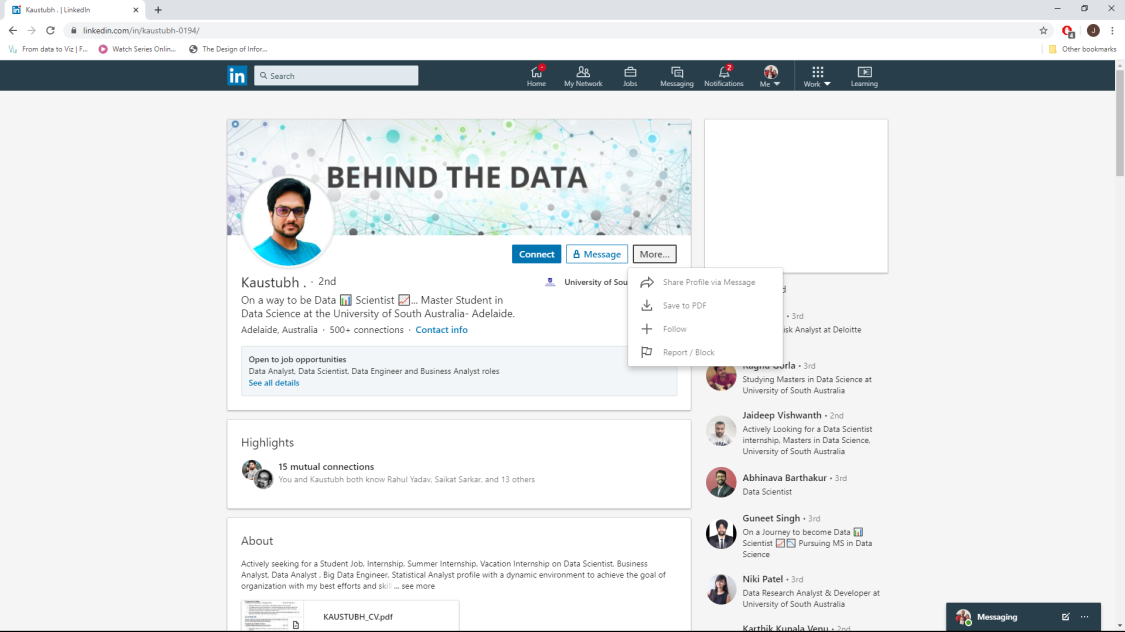 Kaustubh . | LinkedIn
linkedin.com/in/kaustubh-0194/
From data to Viz | F...
Watch Series Onlin...
The Design of Infor...
Other bookmarks
in
Search
Home
My Network
Jobs
Messaging
2
Notifications
Me
Work
Learning
BEHIND THE DATA
Connect
Message
More...
Kaustubh . · 2nd
University of Sou
On a way to be Data 📊 Scientist 📈... Master Student in
Data Science at the University of South Australia- Adelaide.
Adelaide, Australia · 500+ connections · Contact info
Share Profile via Message
Save to PDF
Follow
Report / Block
Open to job opportunities
Data Analyst, Data Scientist, Data Engineer and Business Analyst roles
See all details
Highlights
15 mutual connections
You and Kaustubh both know Rahul Yadav, Saikat Sarkar, and 13 others
About
Actively seeking for a Student Job, Internship, Summer Internship, Vacation Internship on Data Scientist, Business
Analyst, Data Analyst , Big Data Engineer, Statistical Analyst profile with a dynamic environment to achieve the goal of
organization with my best efforts and skil ... see more
KAUSTUBH_CV.pdf
d
• 3rd
sk Analyst at Deloitte
Raghu Gorla • 3rd
Studying Masters in Data Science at
University of South Australia
Jaideep Vishwanth • 2nd
Actively Looking for a Data Scientist
internship, Masters in Data Science,
University of South Australia
Abhinava Barthakur • 3rd
Data Scientist
Guneet Singh • 3rd
On a Journey to become Data 📊
Scientist 📈📉 Pursuing MS in Data
Science
Niki Patel • 3rd
Data Research Analyst & Developer at
University of South Australia
Karthik Kunala Venu • 2nd
Messaging